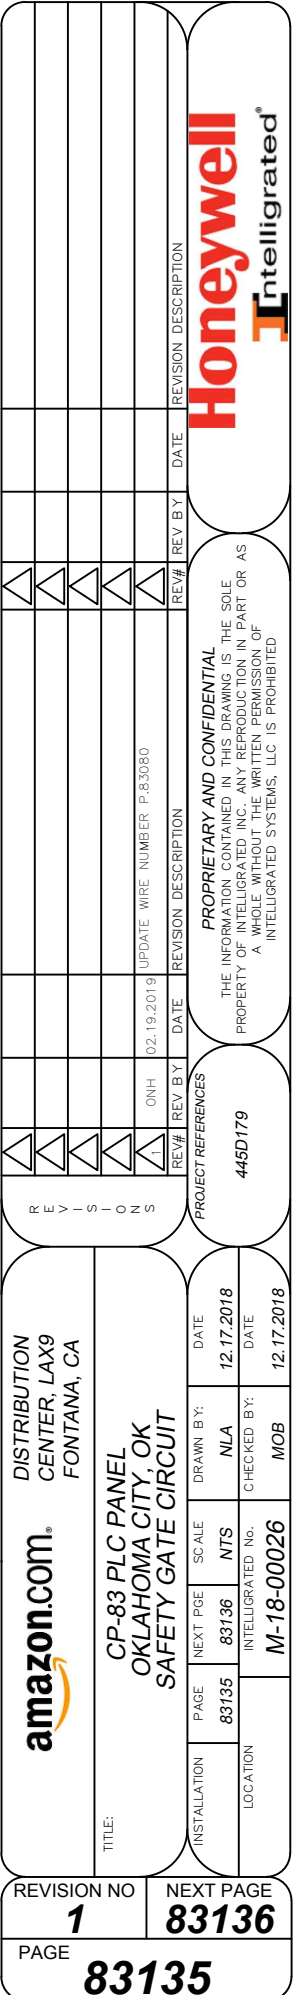 amazon.com®
DISTRIBUTION
CENTER, LAX9
FONTANA, CA
TITLE:
CP-83 PLC PANEL
OKLAHOMA CITY, OK
SAFETY GATE CIRCUIT
INSTALLATION
PAGE
83135
NEXT PGE
83136
SCALE
NTS
DRAWN BY:
NLA
DATE
12.17.2018
LOCATION
INTELLIGRATED No.
M-18-00026
CHECKED BY:
MOB
DATE
12.17.2018
REVISIONS
1 ONH 02.19.2019 UPDATE WIRE NUMBER P.83080
REV# REV BY DATE REVISION DESCRIPTION
REV# REV BY DATE REVISION DESCRIPTION
PROJECT REFERENCES
445D179
PROPRIETARY AND CONFIDENTIAL
THE INFORMATION CONTAINED IN THIS DRAWING IS THE SOLE
PROPERTY OF INTELLIGRATED INC. ANY REPRODUCTION IN PART OR AS
A WHOLE WITHOUT THE WRITTEN PERMISSION OF
INTELLIGRATED SYSTEMS, LLC IS PROHIBITED
Honeywell
Intelligrated®
REVISION NO
1
NEXT PAGE
83136
PAGE
83135